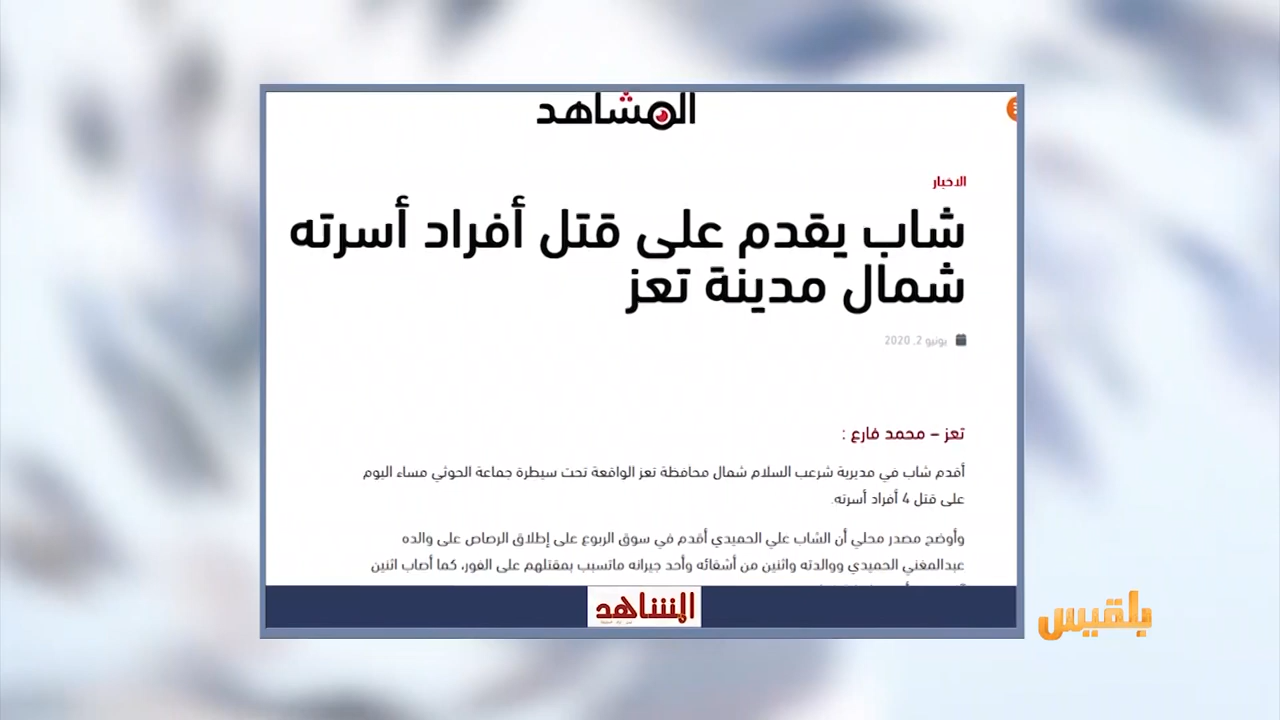 المشاهد
الاخبار
شاب يقدم على قتل أفراد أسرته
شمال مدينة تعز
يونيو 2, 2020
تعز – محمد فارع :
أقدم شاب في مديرية شرعب السلام شمال محافظة تعز الواقعة تحت سيطرة جماعة الحوثي مساء اليوم
على قتل 4 أفراد أسرته.
وأوضح مصدر محلي أن الشاب علي الحميدي أقدم في سوق الربوع على إطلاق الرصاص على والده
عبدالمغني الحميدي ووالدته واثنين من أشقائه وأحد جيرانه ماتسبب بمقتلهم على الفور، كما أصاب اثنين
المشاهد
بلقيس